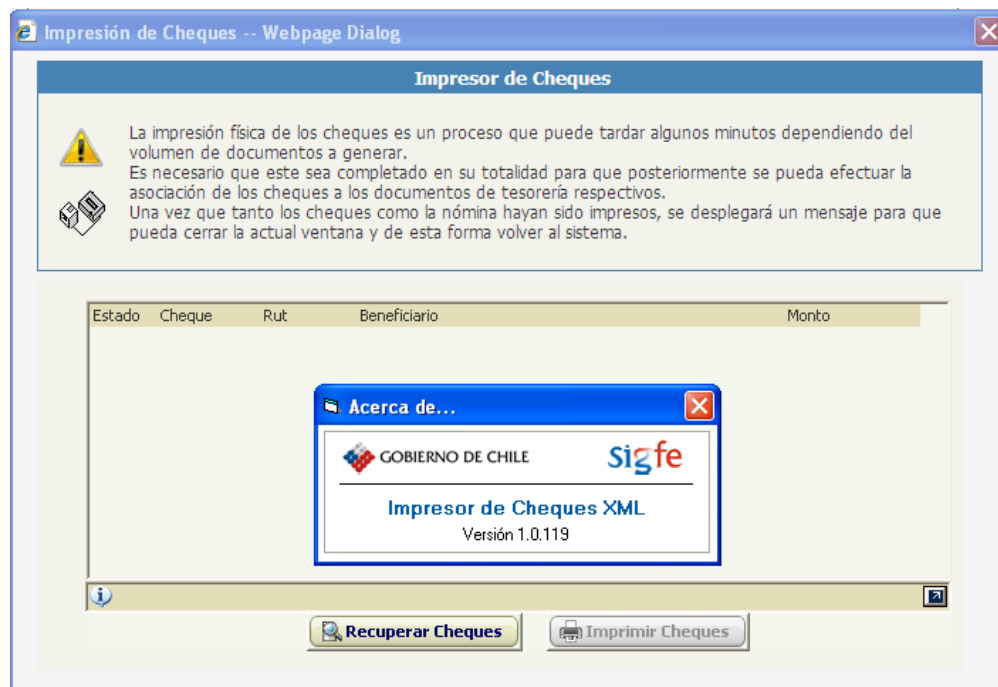 Impresión de Cheques -- Webpage Dialog
Impresor de Cheques
La impresión física de los cheques es un proceso que puede tardar algunos minutos dependiendo del
volumen de documentos a generar.
Es necesario que este sea completado en su totalidad para que posteriormente se pueda efectuar la
asociación de los cheques a los documentos de tesorería respectivos.
Una vez que tanto los cheques como la nómina hayan sido impresos, se desplegará un mensaje para que
pueda cerrar la actual ventana y de esta forma volver al sistema.
Estado Cheque Rut Beneficiario Monto
Acerca de...
GOBIERNO DE CHILE sigfe
Impresor de Cheques XML
Versión 1.0.119
Recuperar Cheques Imprimir Cheques